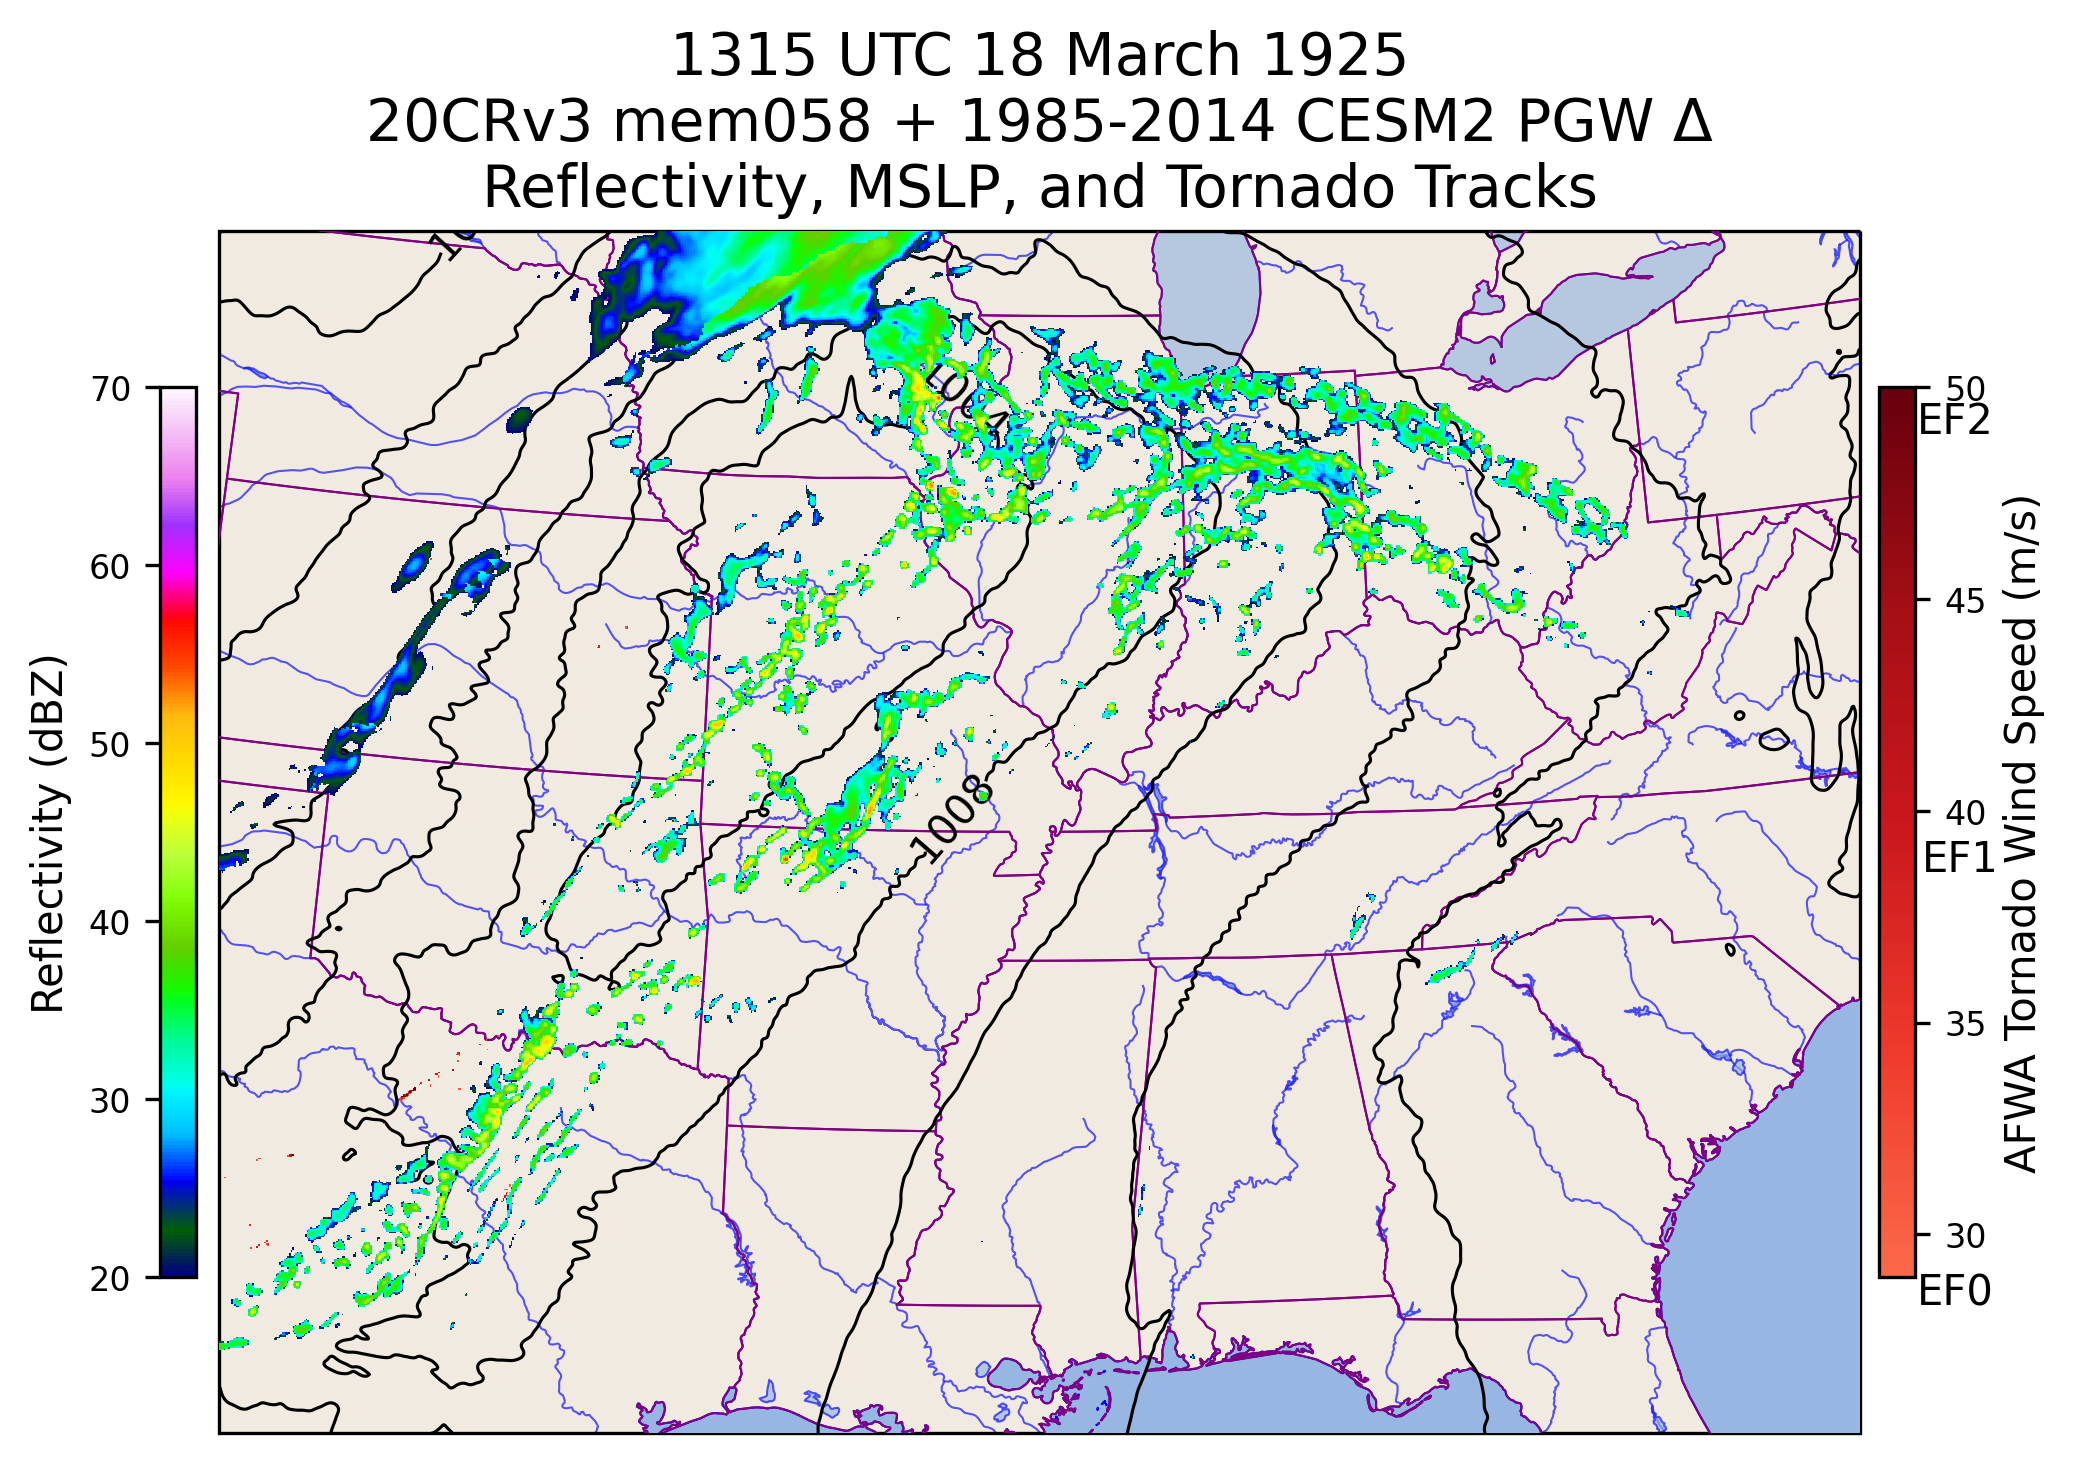 1315 UTC 18 March 1925
20CRv3 mem058 + 1985-2014 CESM2 PGW Δ
Reflectivity, MSLP, and Tornado Tracks
1004
1008
70
60
50
40
30
20
Reflectivity (dBZ)
50
EF2
45
40
EF1
35
30
EF0
AFWA Tornado Wind Speed (m/s)